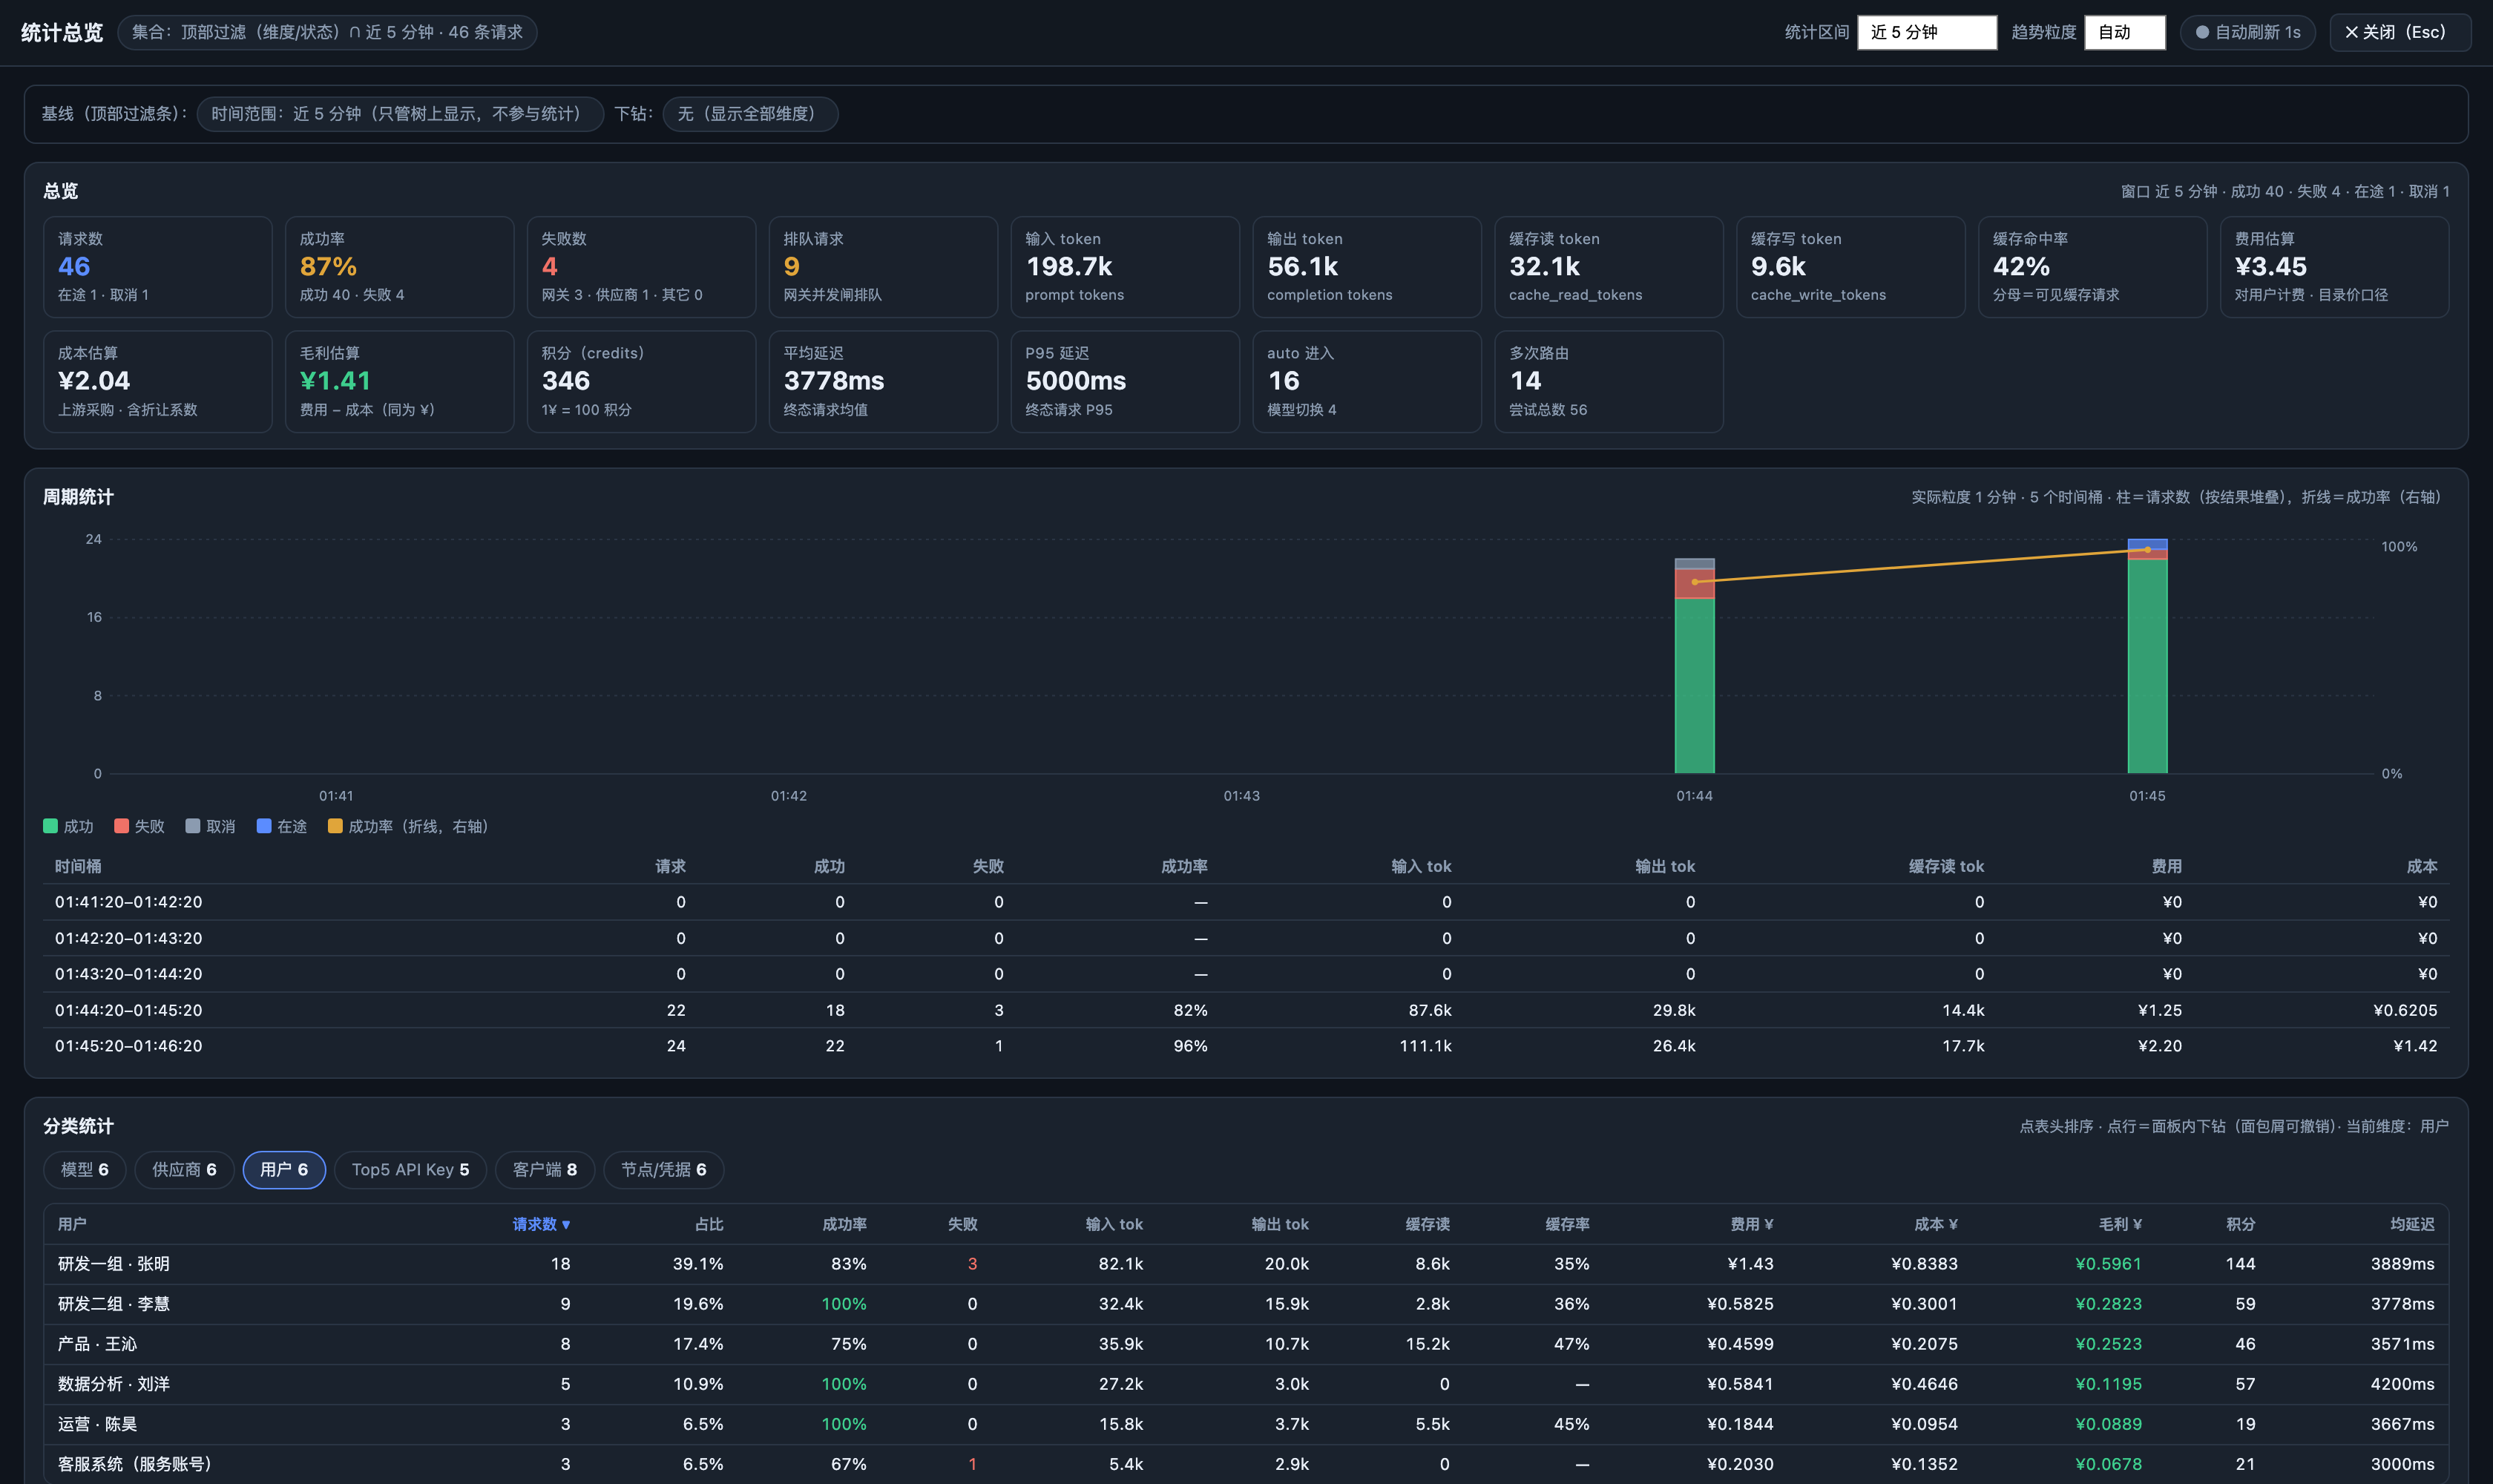 统计总览 集合：顶部过滤（维度/状态）∩ 近 5 分钟 · 46 条请求 统计区间 近 5 分钟 趋势粒度 自动 自动刷新 1s ✕ 关闭（Esc）
基线（顶部过滤条）： 时间范围：近 5 分钟（只管树上显示，不参与统计） 下钻： 无（显示全部维度）
总览 窗口 近 5 分钟 · 成功 40 · 失败 4 · 在途 1 · 取消 1
请求数 成功率 失败数 排队请求 输入 token 输出 token 缓存读 token 缓存写 token 缓存命中率 费用估算
46 87% 4 9 198.7k 56.1k 32.1k 9.6k 42% ¥3.45
在途 1 · 取消 1 成功 40 · 失败 4 网关 3 · 供应商 1 · 其它 0 网关并发闸排队 prompt tokens completion tokens cache_read_tokens cache_write_tokens 分母＝可见缓存请求 对用户计费 · 目录价口径
成本估算 毛利估算 积分（credits） 平均延迟 P95 延迟 auto 进入 多次路由
¥2.04 ¥1.41 346 3778ms 5000ms 16 14
上游采购 · 含折让系数 费用 − 成本（同为 ¥） 1¥ = 100 积分 终态请求均值 终态请求 P95 模型切换 4 尝试总数 56
周期统计 实际粒度 1 分钟 · 5 个时间桶 · 柱＝请求数（按结果堆叠），折线＝成功率（右轴）
24 100%
16
8
0 0%
01:41 01:42 01:43 01:44 01:45
成功 失败 取消 在途 成功率（折线，右轴）
时间桶 请求 成功 失败 成功率 输入 tok 输出 tok 缓存读 tok 费用 成本
01:41:20–01:42:20 0 0 0 — 0 0 0 ¥0 ¥0
01:42:20–01:43:20 0 0 0 — 0 0 0 ¥0 ¥0
01:43:20–01:44:20 0 0 0 — 0 0 0 ¥0 ¥0
01:44:20–01:45:20 22 18 3 82% 87.6k 29.8k 14.4k ¥1.25 ¥0.6205
01:45:20–01:46:20 24 22 1 96% 111.1k 26.4k 17.7k ¥2.20 ¥1.42
分类统计 点表头排序 · 点行＝面板内下钻（面包屑可撤销）· 当前维度：用户
模型 6 供应商 6 用户 6 Top5 API Key 5 客户端 8 节点/凭据 6
用户 请求数 ▼ 占比 成功率 失败 输入 tok 输出 tok 缓存读 缓存率 费用 ¥ 成本 ¥ 毛利 ¥ 积分 均延迟
研发一组 · 张明 18 39.1% 83% 3 82.1k 20.0k 8.6k 35% ¥1.43 ¥0.8383 ¥0.5961 144 3889ms
研发二组 · 李慧 9 19.6% 100% 0 32.4k 15.9k 2.8k 36% ¥0.5825 ¥0.3001 ¥0.2823 59 3778ms
产品 · 王沁 8 17.4% 75% 0 35.9k 10.7k 15.2k 47% ¥0.4599 ¥0.2075 ¥0.2523 46 3571ms
数据分析 · 刘洋 5 10.9% 100% 0 27.2k 3.0k 0 — ¥0.5841 ¥0.4646 ¥0.1195 57 4200ms
运营 · 陈昊 3 6.5% 100% 0 15.8k 3.7k 5.5k 45% ¥0.1844 ¥0.0954 ¥0.0889 19 3667ms
客服系统（服务账号） 3 6.5% 67% 1 5.4k 2.9k 0 — ¥0.2030 ¥0.1352 ¥0.0678 21 3000ms